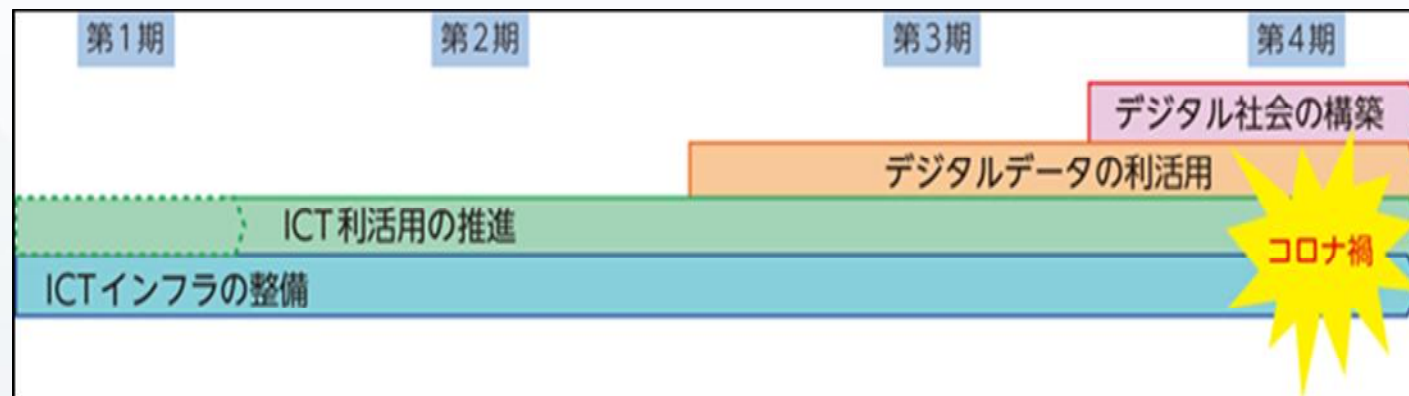 第1期 第2期 第3期 第4期
デジタル社会の構築
デジタルデータの利活用
ICT利活用の推進
コロナ禍
ICTインフラの整備